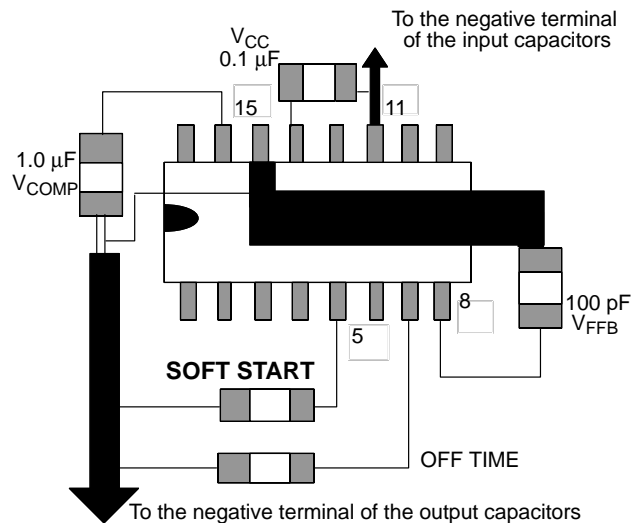 To the negative terminal
of the input capacitors
VCC
0.1 μF
15
11
1.0 μF
VCOMP
8
100 pF
VFFB
5
SOFT START
OFF TIME
To the negative terminal of the output capacitors